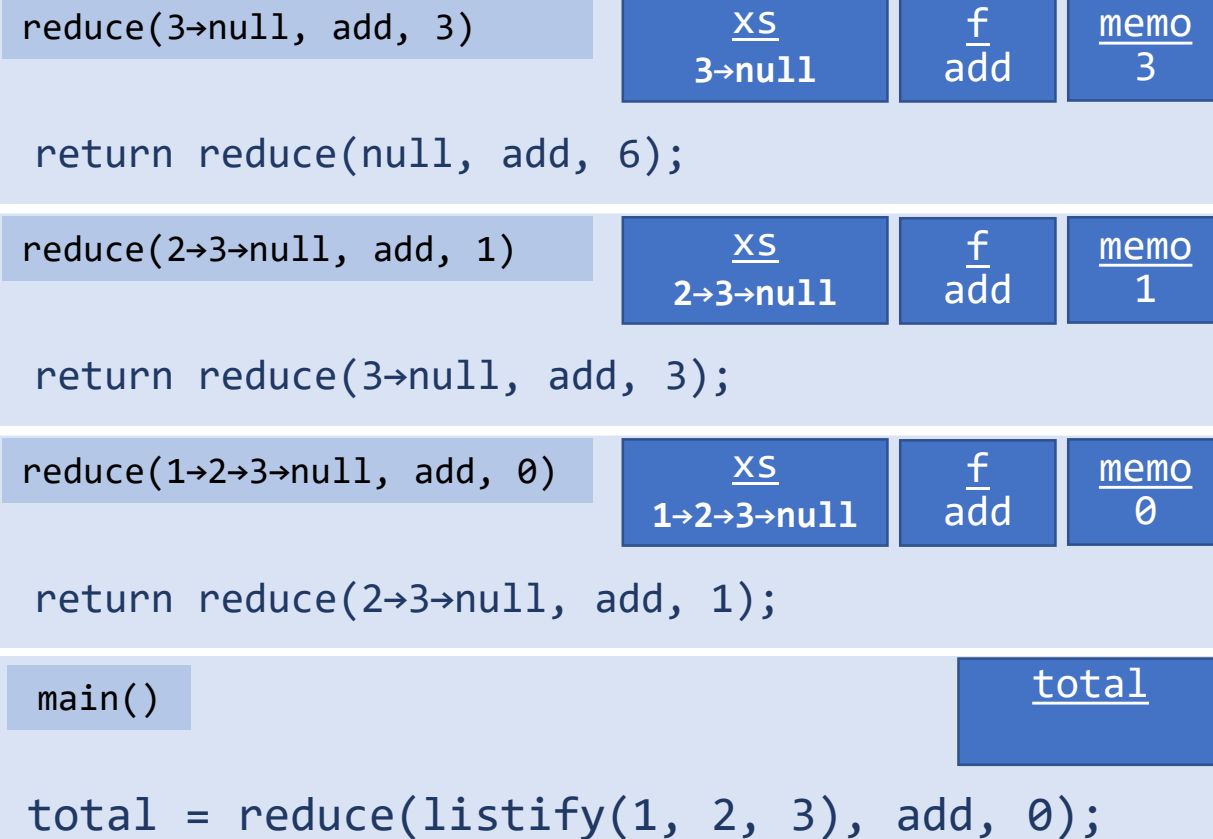 reduce(3→null, add, 3) xs f memo
3→null add 3
return reduce(null, add, 6);
reduce(2→3→null, add, 1) xs f memo
2→3→null add 1
return reduce(3→null, add, 3);
reduce(1→2→3→null, add, 0) xs f memo
1→2→3→null add 0
return reduce(2→3→null, add, 1);
main() total
total = reduce(listify(1, 2, 3), add, 0);